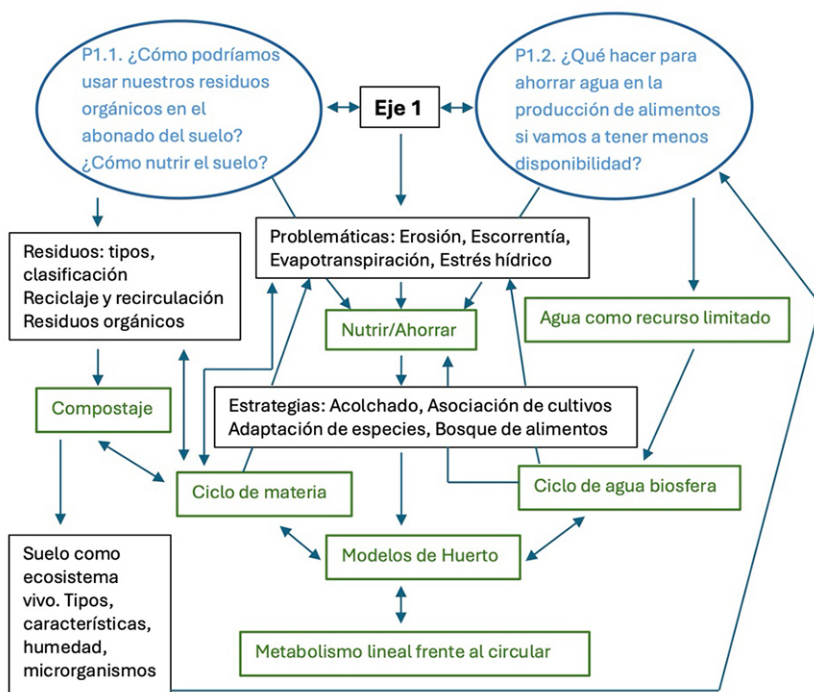 P1.1. ¿Cómo podríamos
usar nuestros residuos
orgánicos en el
abonado del suelo?
¿Cómo nutrir el suelo?
Eje 1
P1.2. ¿Qué hacer para
ahorrar agua en la
producción de alimentos
si vamos a tener menos
disponibilidad?
Residuos: tipos,
clasificación
Reciclaje y recirculación
Residuos orgánicos
Problemáticas: Erosión, Escorrentía,
Evapotranspiración, Estrés hídrico
Nutrir/Ahorrar
Agua como recurso limitado
Compostaje
Estrategias: Acolchado, Asociación de cultivos
Adaptación de especies, Bosque de alimentos
Ciclo de materia
Ciclo de agua biosfera
Suelo como
ecosistema
vivo. Tipos,
características,
humedad,
microrganismos
Modelos de Huerto
Metabolismo lineal frente al circular